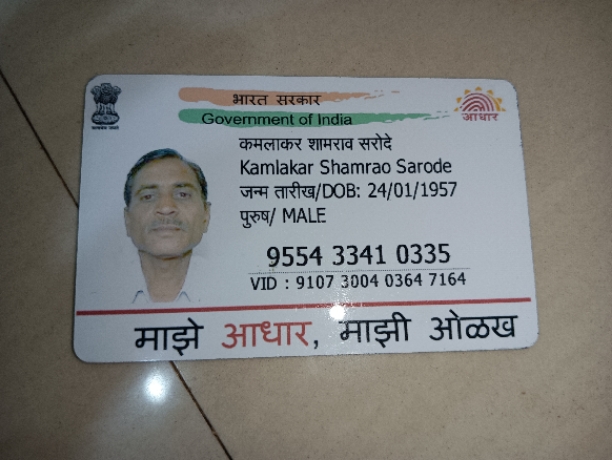 भारत सरकार
Government of India
आधार
कमलाकर शामराव सरोदे
Kamlakar Shamrao Sarode
जन्म तारीख/DOB: 24/01/1957
पुरुष/ MALE
9554 3341 0335
VID : 9107 3004 0364 7164
माझे आधार, माझी ओळख